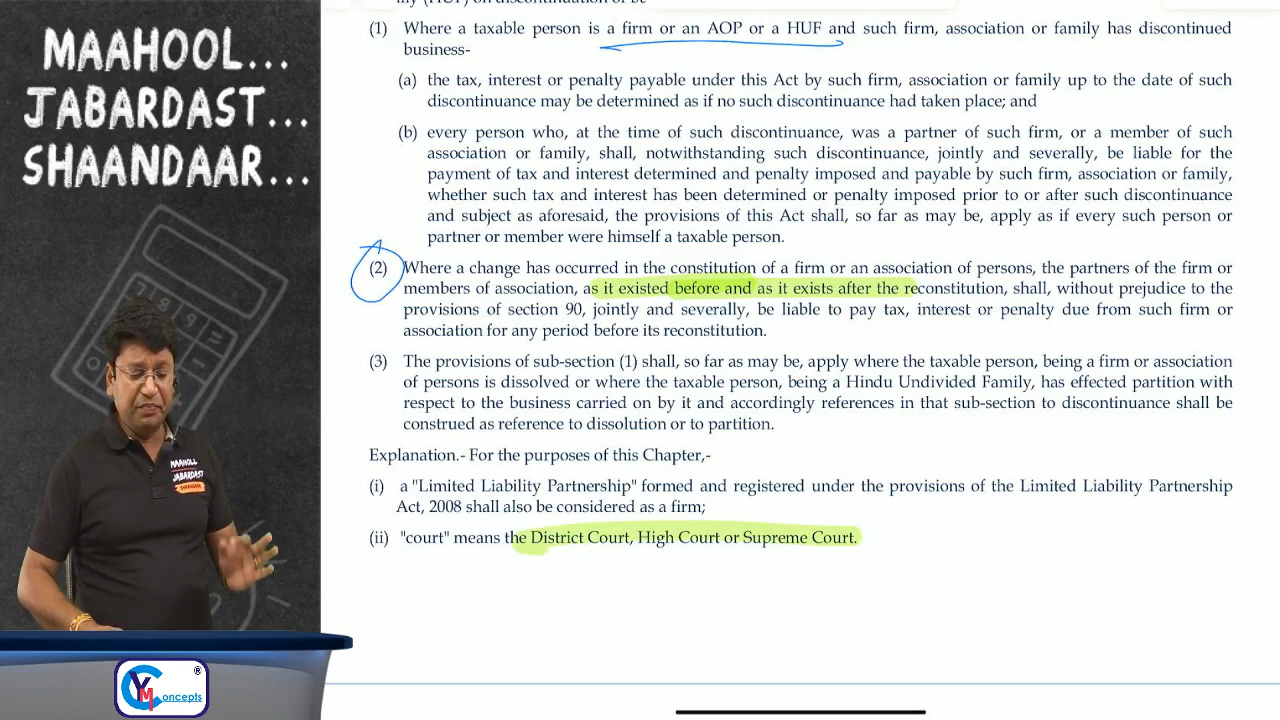 MAAHOOL...
JABARDAST...
SHAANDAAR...
MAAHOLL
JABARDAST
SHANDAAR
YM Concepts
®
(1) Where a taxable person is a firm or an AOP or a HUF and such firm, association or family has discontinued
business-
(a) the tax, interest or penalty payable under this Act by such firm, association or family up to the date of such
discontinuance may be determined as if no such discontinuance had taken place; and
(b) every person who, at the time of such discontinuance, was a partner of such firm, or a member of such
association or family, shall, notwithstanding such discontinuance, jointly and severally, be liable for the
payment of tax and interest determined and penalty imposed and payable by such firm, association or family,
whether such tax and interest has been determined or penalty imposed prior to or after such discontinuance
and subject as aforesaid, the provisions of this Act shall, so far as may be, apply as if every such person or
partner or member were himself a taxable person.
(2) Where a change has occurred in the constitution of a firm or an association of persons, the partners of the firm or
members of association, as it existed before and as it exists after the reconstitution, shall, without prejudice to the
provisions of section 90, jointly and severally, be liable to pay tax, interest or penalty due from such firm or
association for any period before its reconstitution.
(3) The provisions of sub-section (1) shall, so far as may be, apply where the taxable person, being a firm or association
of persons is dissolved or where the taxable person, being a Hindu Undivided Family, has effected partition with
respect to the business carried on by it and accordingly references in that sub-section to discontinuance shall be
construed as reference to dissolution or to partition.
Explanation.- For the purposes of this Chapter,-
(i) a "Limited Liability Partnership" formed and registered under the provisions of the Limited Liability Partnership
Act, 2008 shall also be considered as a firm;
(ii) "court" means the District Court, High Court or Supreme Court.